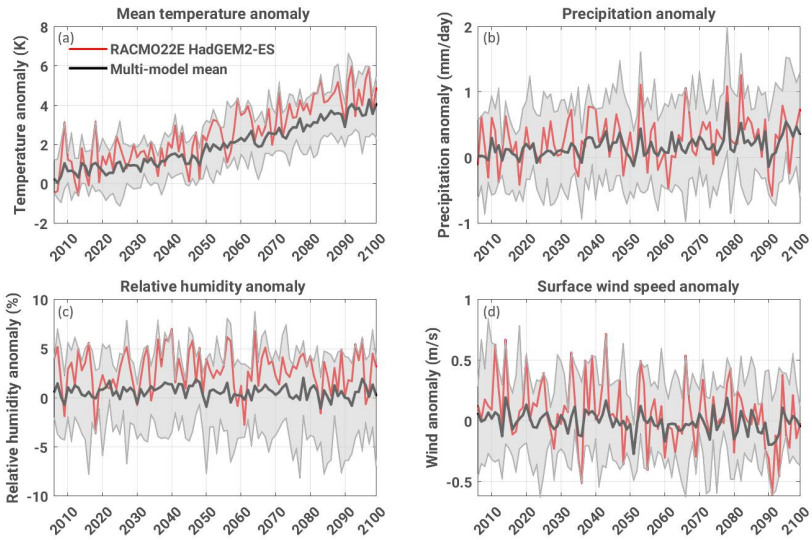 Mean temperature anomaly
(a)
RACMO22E HadGEM2-ES
Multi-model mean
Temperature anomaly (K)
8
6
4
2
0
-2
2010 2020 2030 2040 2050 2060 2070 2080 2090 2100
Precipitation anomaly
(b)
Precipitation anomaly (mm/day)
2
1
0
-1
2010 2020 2030 2040 2050 2060 2070 2080 2090 2100
Relative humidity anomaly
(c)
Relative humidity anomaly (%)
10
5
0
-5
-10
2010 2020 2030 2040 2050 2060 2070 2080 2090 2100
Surface wind speed anomaly
(d)
Wind anomaly (m/s)
1
0.5
0
-0.5
2010 2020 2030 2040 2050 2060 2070 2080 2090 2100